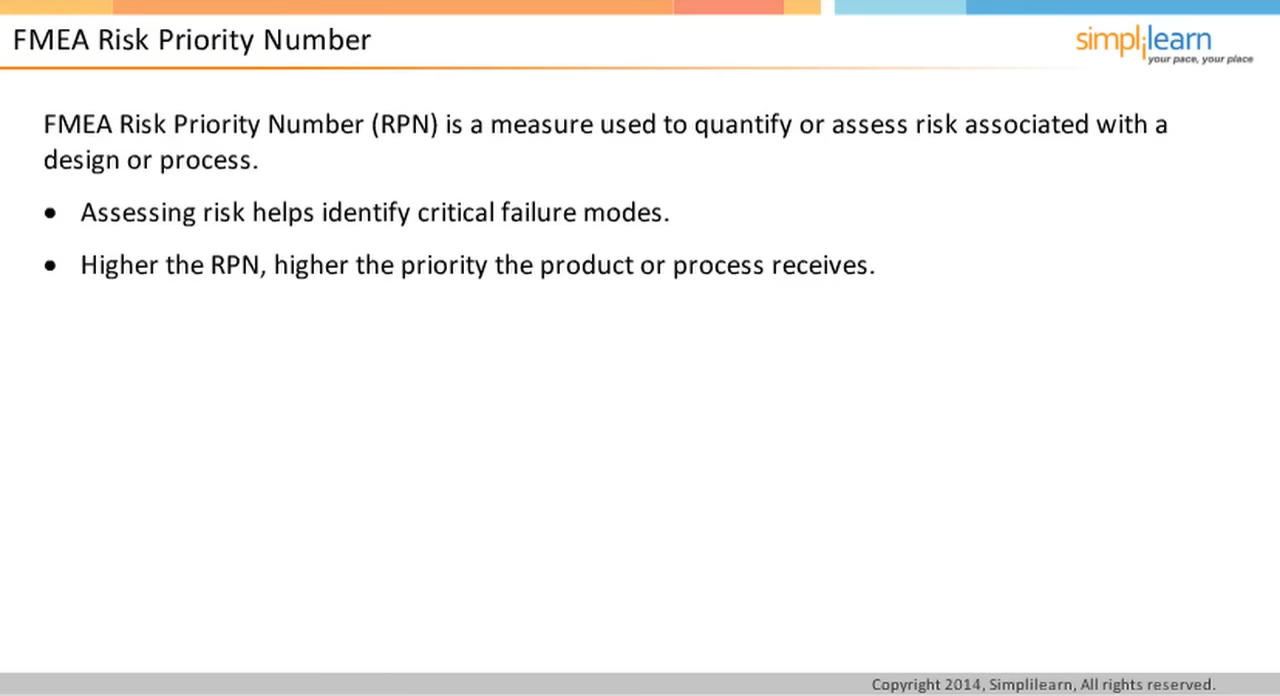 FMEA Risk Priority Number
simplilearn
your pace, your place
FMEA Risk Priority Number (RPN) is a measure used to quantify or assess risk associated with a
design or process.
• Assessing risk helps identify critical failure modes.
• Higher the RPN, higher the priority the product or process receives.
Copyright 2014, Simplilearn, All rights reserved.